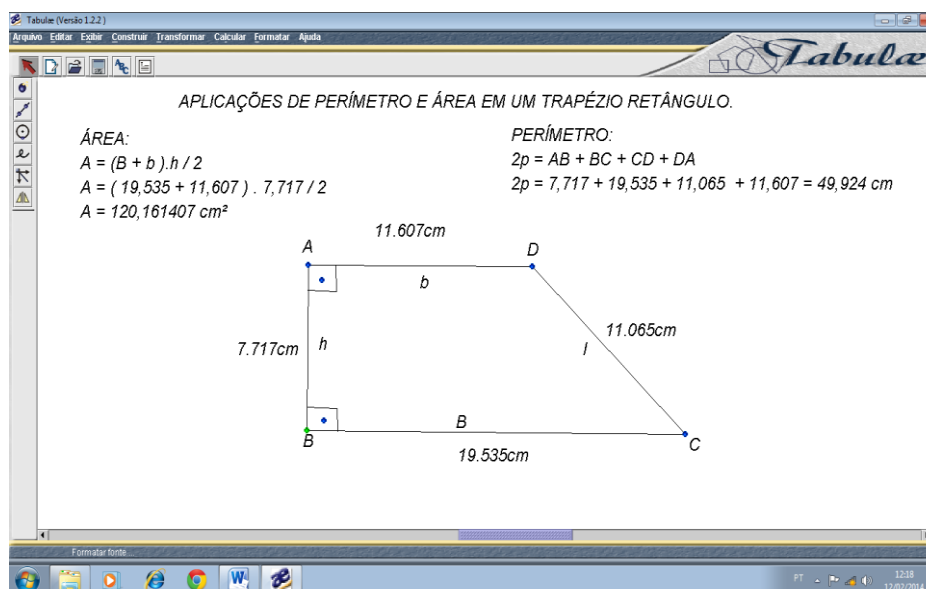 Tabulæ (Versão 1.2.2 )
Arquivo Editar Exibir Construir Transformar Calcular Formatar Ajuda
Tabulæ
APLICAÇÕES DE PERÍMETRO E ÁREA EM UM TRAPÉZIO RETÂNGULO.
ÁREA:
A = (B + b ).h / 2
A = ( 19,535 + 11,607 ) . 7,717 / 2
A = 120,161407 cm²
PERÍMETRO:
2p = AB + BC + CD + DA
2p = 7,717 + 19,535 + 11,065 + 11,607 = 49,924 cm
11.607cm
A
D
b
11.065cm
7.717cm
h
l
B
B
C
19.535cm
Formatar fonte...
PT
12:18
12/02/2014